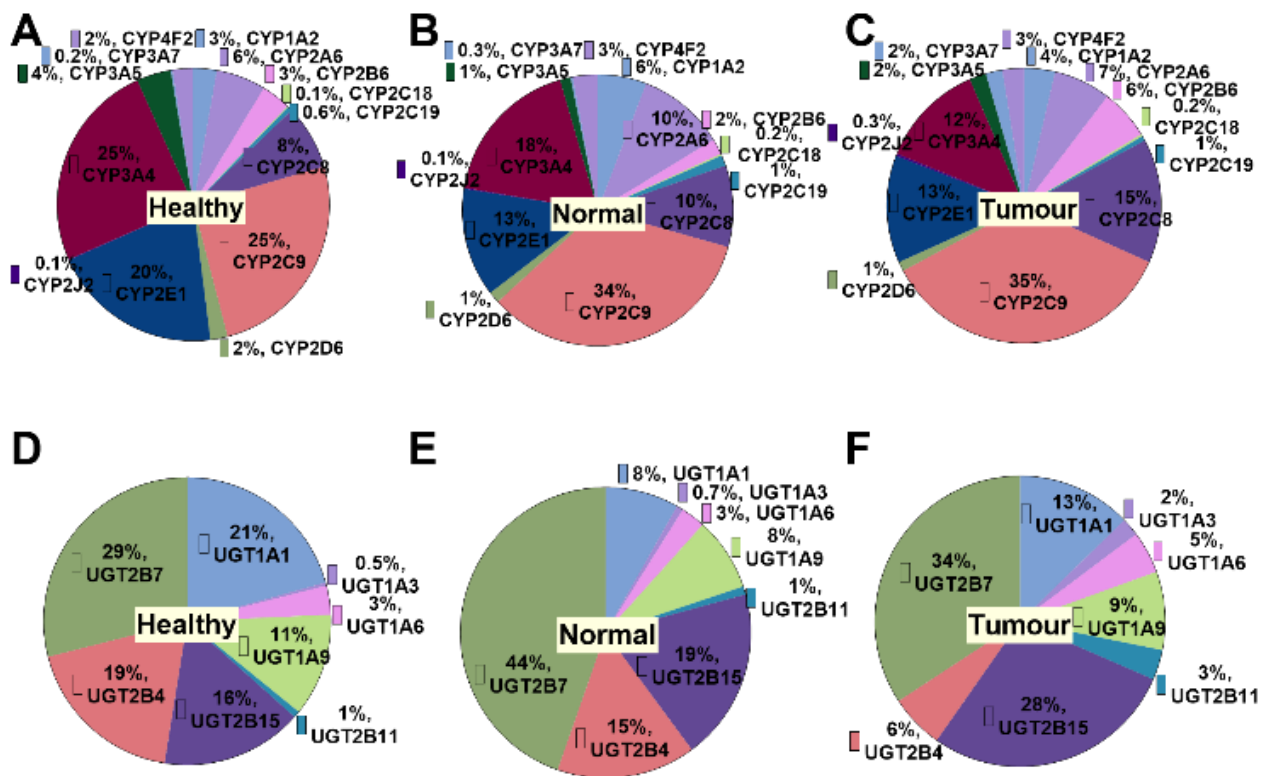 A
2%, CYP4F2
3%, CYP1A2
0.2%, CYP3A7
6%, CYP2A6
4%, CYP3A5
3%, CYP2B6
0.1%, CYP2C18
0.6%, CYP2C19
8%,
CYP2C8
25%,
CYP3A4
Healthy
25%,
CYP2C9
0.1%,
CYP2J2
20%,
CYP2E1
2%, CYP2D6
B
0.3%, CYP3A7
3%, CYP4F2
1%, CYP3A5
6%, CYP1A2
10%,
CYP2A6
2%, CYP2B6
0.2%,
CYP2C18
1%,
CYP2C19
18%,
CYP3A4
0.1%,
CYP2J2
Normal
10%,
CYP2C8
13%,
CYP2E1
34%,
CYP2C9
1%,
CYP2D6
C
2%, CYP3A7
3%, CYP4F2
4%, CYP1A2
2%, CYP3A5
7%, CYP2A6
6%, CYP2B6
0.2%,
CYP2C18
1%,
CYP2C19
0.3%,
CYP2J2
12%,
CYP3A4
Tumour
15%,
CYP2C8
13%,
CYP2E1
35%,
CYP2C9
1%,
CYP2D6
D
21%,
UGT1A1
0.5%,
UGT1A3
3%,
UGT1A6
29%,
UGT2B7
Healthy
11%,
UGT1A9
19%,
UGT2B4
16%,
UGT2B15
1%,
UGT2B11
E
8%, UGT1A1
0.7%, UGT1A3
3%, UGT1A6
8%,
UGT1A9
1%,
UGT2B11
Normal
44%,
UGT2B7
19%,
UGT2B15
15%,
UGT2B4
F
13%,
UGT1A1
2%,
UGT1A3
5%,
UGT1A6
34%,
UGT2B7
Tumour
9%,
UGT1A9
3%,
UGT2B11
28%,
UGT2B15
6%,
UGT2B4